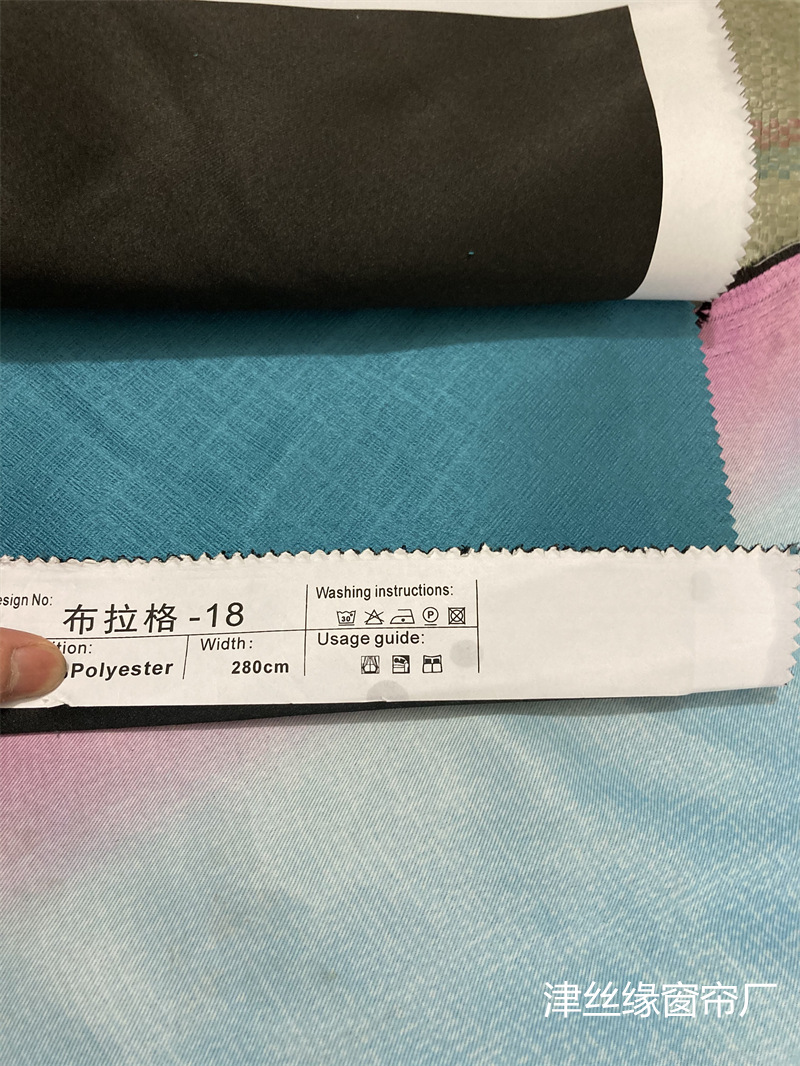 esign No: 布拉格-18
ition: Polyester
Width: 280cm
Washing instructions:
30°
P
Usage guide:
津丝缘窗帘厂